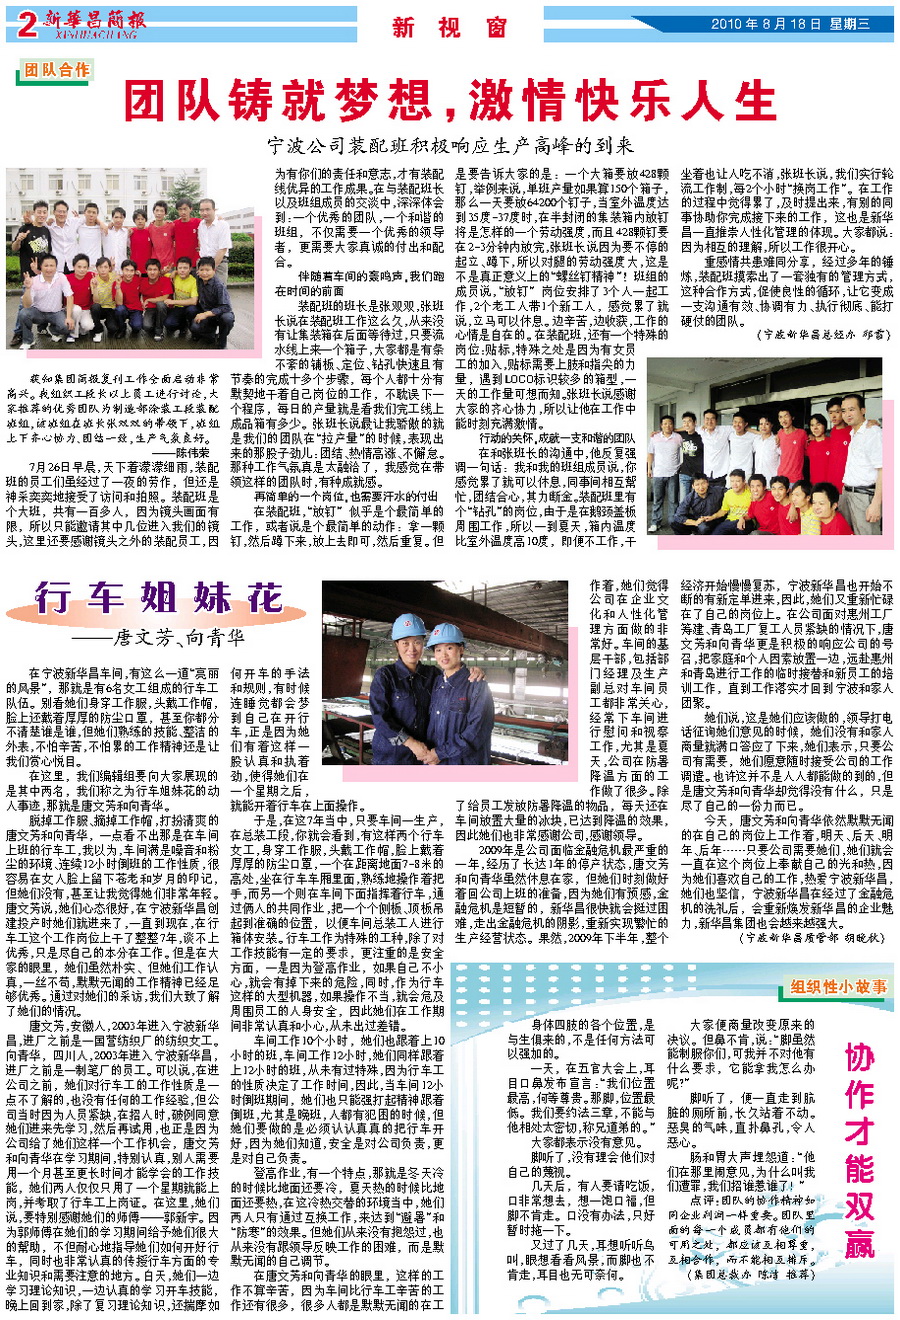 2 新華昌简报
XINHUACHANG
新 视 窗
2010 年 8 月 18 日 星期三
团队合作
团队铸就梦想,激情快乐人生
宁波公司装配班积极响应生产高峰的到来
获知集团简报复刊工作全面启动非常
高兴。我组织工段长以上员工进行讨论,大
家推荐的优秀团队为制造部涂装工段装配
班组,该班组在班长张双双的带领下,班组
上下齐心协力、团结一致,生产气氛良好。
——陈伟荣
7月26日早晨,天下着濛濛细雨,装配
班的员工们虽经过了一夜的劳作，但还是
神采奕奕地接受了访问和拍照。装配班是
个大班，共有一百多人，因为镜头画面有
限，所以只能邀请其中几位进入我们的镜
头,这里还要感谢镜头之外的装配员工，因
为有你们的责任和意志,才有装配
线优异的工作成果。在与装配班长
以及班组成员的交谈中,深深体会
到:一个优秀的团队,一个和谐的
班组，不仅需要一个优秀的领导
者，更需要大家真诚的付出和配
合。
伴随着车间的轰鸣声,我们跑
在时间的前面
装配班的班长是张观观,张班
长说在装配班工作这么久,从来没
有让集装箱在后面等待过,只要流
水线上来一个箱子,大家都是有条
不紊的铺板、定位、钻孔快速且有
节奏的完成十多个步骤，每个人都十分有
默契地干着自己岗位的工作，不耽误下一
个程序，每日的产量就是看我们完工线上
成品箱有多少。张班长说最让我骄傲的就
是我们的团队在“拉产量”的时候,表现出
来的那股子劲儿:团结、热情高涨、不懈怠。
那种工作气氛真是太融洽了，我感觉在带
领这样的团队时,有种成就感。
再简单的一个岗位,也需要汗水的付出
在装配班,“放钉”似乎是个最简单的
工作，或者说是个最简单的动作：拿一颗
钉,然后蹲下来,放上去即可,然后重复。但
是要告诉大家的是：一个大箱要放428颗
钉,举例来说,单班产量如果算150个箱子,
那么一天要放64200个钉子,当室外温度达
到35度-37度时,在半封闭的集装箱内放钉
将是怎样的一个劳动强度,而且428颗钉要
在2-3分钟内放完,张班长说因为要不停的
起立、蹲下,所以对腿的劳动强度大,这是
不是真正意义上的“螺丝钉精神”！班组的
成员说,“放钉”岗位安排了3个人一起工
作,2个老工人带1个新工人，感觉累了就
说,立马可以休息。边辛苦,边收获,工作的
心情是自在的。在装配班,还有一个特殊的
岗位:贴标,特殊之处是因为有女员
工的加入,贴标需要上肢和指尖的力
量，遇到LOGO标识较多的箱型,一
天的工作量可想而知。张班长说感谢
大家的齐心协力,所以让他在工作中
能时刻充满激情。
行动的关怀,成就一支和谐的团队
在和张班长的沟通中,他反复强
调一句话：我和我的班组成员说,你
感觉累了就可以休息,同事间相互帮
忙,团结合心,其力断金。装配班里有
个“钻孔”的岗位,由于是在鹅颈盖板
周围工作,所以一到夏天,箱内温度
比室外温度高10度，即便不工作,干
坐着也让人吃不消,张班长说,我们实行轮
流工作制,每2个小时“换岗工作”。在工作
的过程中觉得累了,及时提出来,有别的同
事协助你完成接下来的工作，这也是新华
昌一直推崇人性化管理的体现。大家都说:
因为相互的理解,所以工作很开心。
重感情共患难同分享，经过多年的锤
炼,装配班摸索出了一套独有的管理方式,
这种合作方式,促使良性的循环,让它变成
一支沟通有效、协调有力、执行彻底、能打
硬仗的团队。
(宁波新华昌总经办 邬雷)
行车姐妹花
——唐文芳、向青华
在宁波新华昌车间,有这么一道“亮丽
的风景”，那就是有6名女工组成的行车工
队伍。别看她们身穿工作服,头戴工作帽,
脸上还戴着厚厚的防尘口罩，甚至你都分
不清楚谁是谁,但她们熟练的技能、整洁的
外表,不怕辛苦,不怕累的工作精神还是让
我们赏心悦目。
在这里，我们编辑组要向大家展现的
是其中两名，我们称之为行车姐妹花的动
人事迹,那就是唐文芳和向青华。
脱掉工作服、摘掉工作帽,打扮清爽的
唐文芳和向青华，一点看不出那是在车间
上班的行车工,我以为,车间满是噪音和粉
尘的环境、连续12小时倒班的工作性质,很
容易在女人脸上留下苍老和岁月的印记，
但她们没有,甚至让我觉得她们非常年轻。
唐文芳说,她们心态很好,在宁波新华昌创
建投产时她们就进来了,一直到现在,在行
车工这个工作岗位上干了整整7年,谈不上
优秀,只是尽自己的本分在工作。但是在大
家的眼里，她们虽然朴实、但她们工作认
真,一丝不苟,默默无闻的工作精神已经足
够优秀。通过对她们的采访,我们大致了解
了她们的情况。
唐文芳,安徽人,2003年进入宁波新华
昌,进厂之前是一国营纺织厂的纺织女工。
向青华，四川人,2003年进入宁波新华昌,
进厂之前是一制笔厂的员工。可以说,在进
公司之前，她们对行车工的工作性质是一
点不了解的,也没有任何的工作经验,但公
司当时因为人员紧缺,在招人时,破例同意
她们进来先学习,然后再试用,也正是因为
公司给了她们这样一个工作机会，唐文芳
和向青华在学习期间,特别认真,别人需要
用一个月甚至更长时间才能学会的工作技
能，她们两人仅仅只用了一个星期就能上
岗,并考取了行车工上岗证。在这里,她们
说,要特别感谢她们的师傅——郭新宇。因
为郭师傅在她们的学习期间给予她们很大
的帮助，不但耐心地指导她们如何开好行
车，同时也非常认真的传授行车方面的专
业知识和需要注意的地方。白天,她们一边
学习理论知识,一边认真的学习开车技能，
晚上回到家,除了复习理论知识,还揣摩如
何开车的手法
和规则,有时候
连睡觉都会梦
到自己在开行
车,正是因为她
们有着这样一
股认真和执着
劲,使得她们在
一个星期之后,
就能开着行车在上面操作。
于是,在这7年当中,只要车间一生产,
在总装工段,你就会看到,有这样两个行车
女工,身穿工作服,头戴工作帽,脸上戴着
厚厚的防尘口罩,一个在距离地面7-8米的
高处,坐在行车车厢里面,熟练地操作着把
手,而另一个则在车间下面指挥着行车,通
过俩人的共同作业,把一个个侧板、顶板吊
起到准确的位置，以便车间总装工人进行
箱体安装。行车工作为特殊的工种,除了对
工作技能有一定的要求，更注重的是安全
方面，一是因为登高作业，如果自己不小
心,就会有掉下来的危险,同时,作为行车
这样的大型机器,如果操作不当,就会危及
周围员工的人身安全，因此她们在工作期
间非常认真和小心,从未出过差错。
车间工作10个小时，她们也跟着上10
小时的班,车间工作12小时,她们同样跟着
上12小时的班,从未有过特殊,因为行车工
的性质决定了工作时间,因此,当车间12小
时倒班期间，她们也只能强打起精神跟着
倒班,尤其是晚班,人都有犯困的时候,但
她们要做的是必须认认真真的把行车开
好,因为她们知道,安全是对公司负责,更
是对自己负责。
登高作业,有一个特点,那就是冬天冷
的时候比地面还要冷，夏天热的时候比地
面还要热,在这冷热交替的环境当中,她们
两人只有通过互换工作,来达到“避暑”和
“防寒”的效果。但她们从来没有抱怨过,也
从来没有跟领导反映工作的困难，而是默
默无闻的自己调节。
在唐文芳和向青华的眼里，这样的工
作不算辛苦，因为车间比行车工辛苦的工
作还有很多，很多人都是默默无闻的在工
作着,她们觉得
公司在企业文
化和人性化管
理方面做的非
常好。车间的基
层干部,包括部
门经理及生产
副总对车间员
工都非常关心,
经常下车间进
行慰问和视察
工作,尤其是夏
天,公司在防暑
降温方面的工
作做了很多。除
了给员工发放防暑降温的物品，每天还在
车间放置大量的冰块,已达到降温的效果,
因此她们也非常感谢公司,感谢领导。
2009年是公司面临金融危机最严重的
一年,经历了长达1年的停产状态,唐文芳
和向青华虽然休息在家，但她们时刻做好
着回公司上班的准备,因为她们有预感,金
融危机是短暂的，新华昌很快就会挺过困
难,走出金融危机的阴影,重新实现繁忙的
生产经营状态。果然,2009年下半年,整个
经济开始慢慢复苏，宁波新华昌也开始不
断的有新定单进来,因此,她们又重新忙碌
在了自己的岗位上。在公司面对惠州工厂
筹建、青岛工厂复工人员紧缺的情况下,唐
文芳和向青华更是积极的响应公司的号
召,把家庭和个人因素放置一边,远赴惠州
和青岛进行工作的临时接替和新员工的培
训工作，直到工作落实才回到宁波和家人
团聚。
她们说,这是她们应该做的,领导打电
话征询她们意见的时候，她们没有和家人
商量就满口答应了下来,她们表示,只要公
司有需要，她们愿意随时接受公司的工作
调遣。也许这并不是人人都能做到的,但
是唐文芳和向青华却觉得没有什么，只是
尽了自己的一份力而已。
今天，唐文芳和向青华依然默默无闻
的在自己的岗位上工作着,明天、后天、明
年、后年……只要公司需要她们,她们就会
一直在这个岗位上奉献自己的光和热,因
为她们喜欢自己的工作,热爱宁波新华昌,
她们也坚信，宁波新华昌在经过了金融危
机的洗礼后，会重新焕发新华昌的企业魅
力,新华昌集团也会越来越强大。
(宁波新华昌质管部 胡晓秋)
组织性小故事
协作才能双赢
身体四肢的各个位置,是
与生俱来的,不是任何方法可
以强加的。
一天，在五官大会上,耳
目口鼻发布宣言:“我们位置
最高,何等尊贵。那脚,位置最
低。我们要约法三章,不能与
他相处太密切,称兄道弟的。”
大家都表示没有意见。
脚听了,没有理会他们对
自己的蔑视。
几天后，有人要请吃饭，
口非常想去，想一饱口福,但
脚不肯走。口没有办法,只好
暂时拖一下。
又过了几天,耳想听听鸟
叫,眼想看看风景,而脚也不
肯走,耳目也无可奈何。
大家便商量改变原来的
决议。但鼻不肯,说:“脚虽然
能制服你们,可我并不对他有
什么要求，它能拿我怎么办
呢?”
脚听了，便一直走到肮
脏的厕所前,长久站着不动。
恶臭的气味,直扑鼻孔,令人
恶心。
肠和胃大声埋怨道:“他
们在那里闹意见,为什么叫我
们遭罪,我们招谁惹谁了!”
点评:团队的协作精神如
同企业利润一样重要。团队里
面的每一个成员都有他们的
可用之处，都应该互相尊重，
互相合作，而不能相互排斥。
(集团总裁办 陈清 推荐)